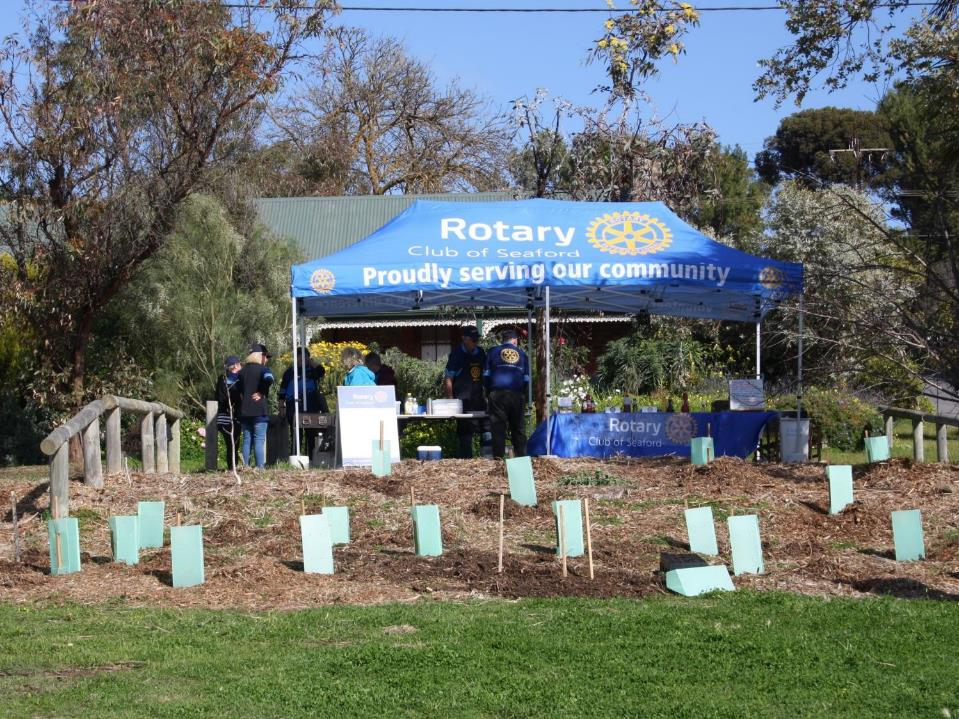 Rotary
Club of Seaford
Proudly serving our community
Rotary
Club of Seaford